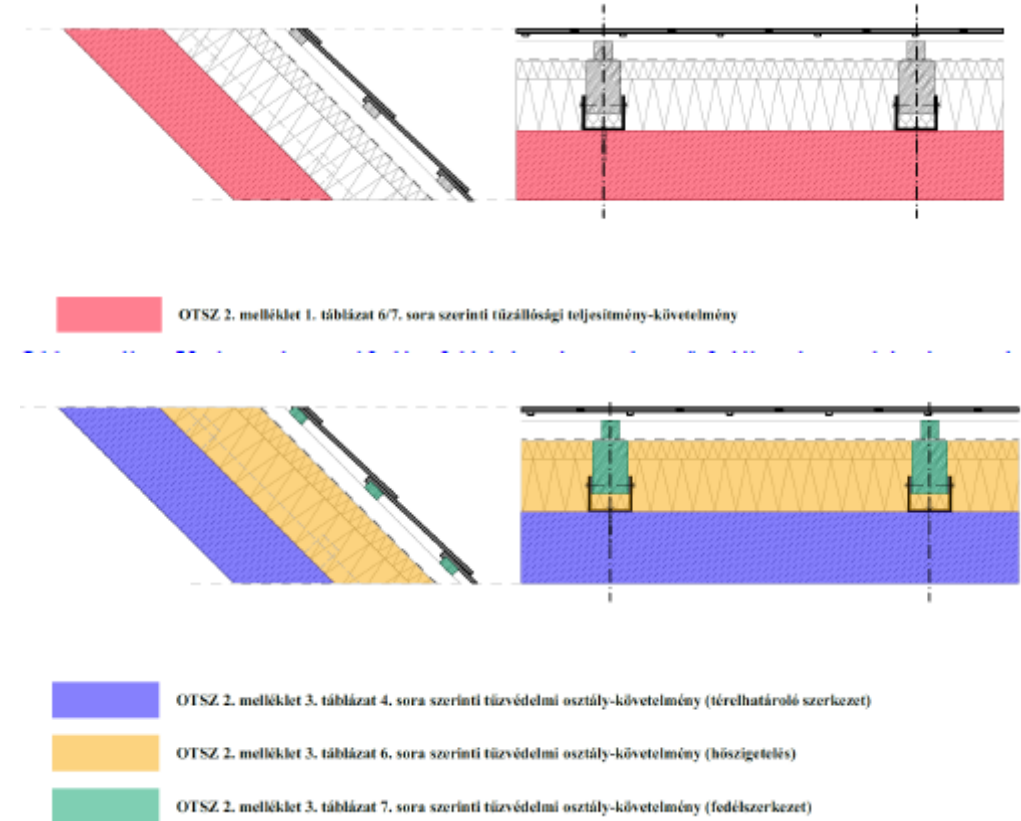 OTSZ 2. melléklet 1. táblázat 6/7. sora szerinti tűzállósági teljesítmény-követelmény
OTSZ 2. melléklet 3. táblázat 4. sora szerinti tűzvédelmi osztály-követelmény (térelhatároló szerkezet)
OTSZ 2. melléklet 3. táblázat 6. sora szerinti tűzvédelmi osztály-követelmény (hőszigetelés)
OTSZ 2. melléklet 3. táblázat 7. sora szerinti tűzvédelmi osztály-követelmény (fedélszerkezet)